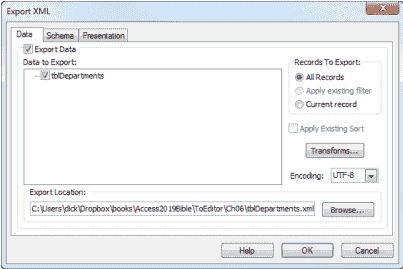 Export XML
Data Schema Presentation
Export Data
Data to Export:
tblDepartments
Records To Export:
All Records
Apply existing filter
Current record
Apply Existing Sort
Transforms...
Encoding: UTF-8
Export Location:
C:\Users\dick\Dropbox\books\Access2019Bible\ToEditor\Ch06\tblDepartments.xml Browse...
Help OK Cancel